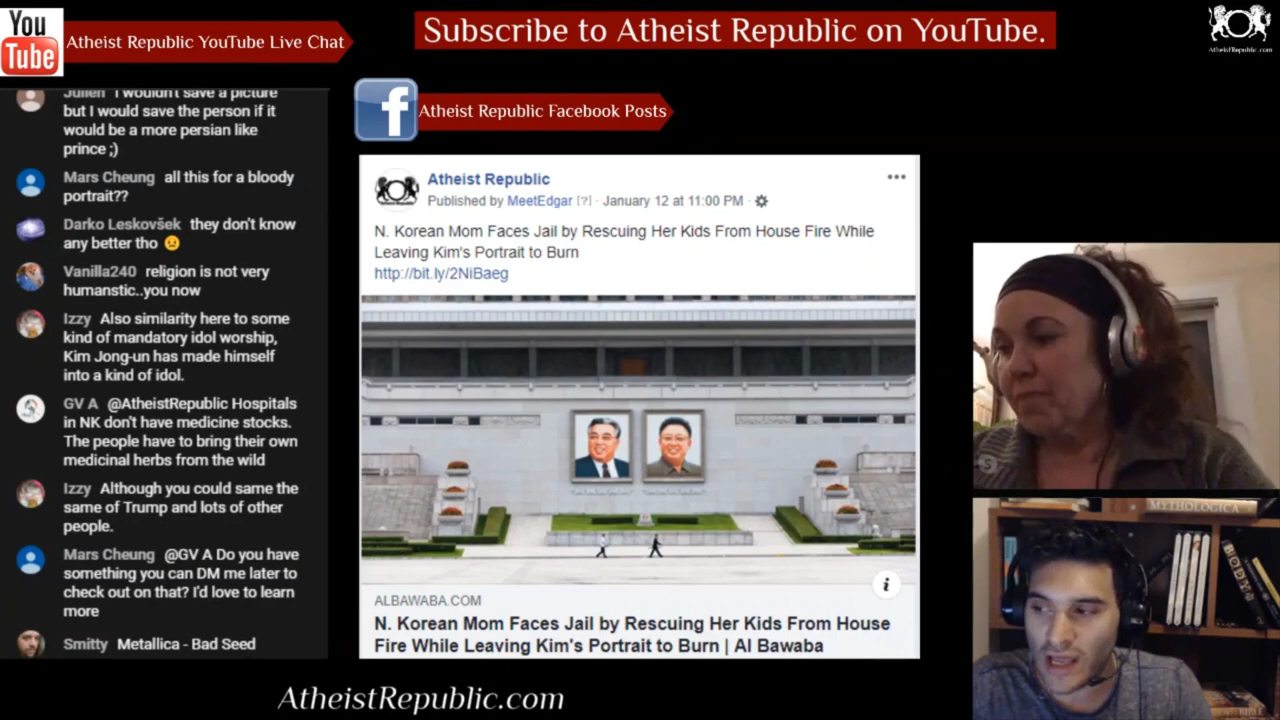 You
Tube
Atheist Republic YouTube Live Chat
Subscribe to Atheist Republic on YouTube.
AtheistRepublic.com
Julien I wouldn't save a picture
but I would save the person if it
would be a more persian like
prince ;)
Mars Cheung all this for a bloody
portrait??
Darko Leskovšek they don't know
any better tho 😟
Vanilla240 religion is not very
humanstic..you now
Izzy Also similarity here to some
kind of mandatory idol worship,
Kim Jong-un has made himself
into a kind of idol.
GV A @AtheistRepublic Hospitals
in NK don't have medicine stocks.
The people have to bring their own
medicinal herbs from the wild
Izzy Although you could same the
same of Trump and lots of other
people.
Mars Cheung @GV A Do you have
something you can DM me later to
check out on that? I'd love to learn
more
Smitty Metallica - Bad Seed
f
Atheist Republic Facebook Posts
Atheist Republic
Published by MeetEdgar [?] · January 12 at 11:00 PM ·
N. Korean Mom Faces Jail by Rescuing Her Kids From House Fire While
Leaving Kim's Portrait to Burn
http://bit.ly/2NiBaeg
i
ALBAWABA.COM
N. Korean Mom Faces Jail by Rescuing Her Kids From House
Fire While Leaving Kim's Portrait to Burn | Al Bawaba
MYTHOLOGICA
BIBLE
AtheistRepublic.com